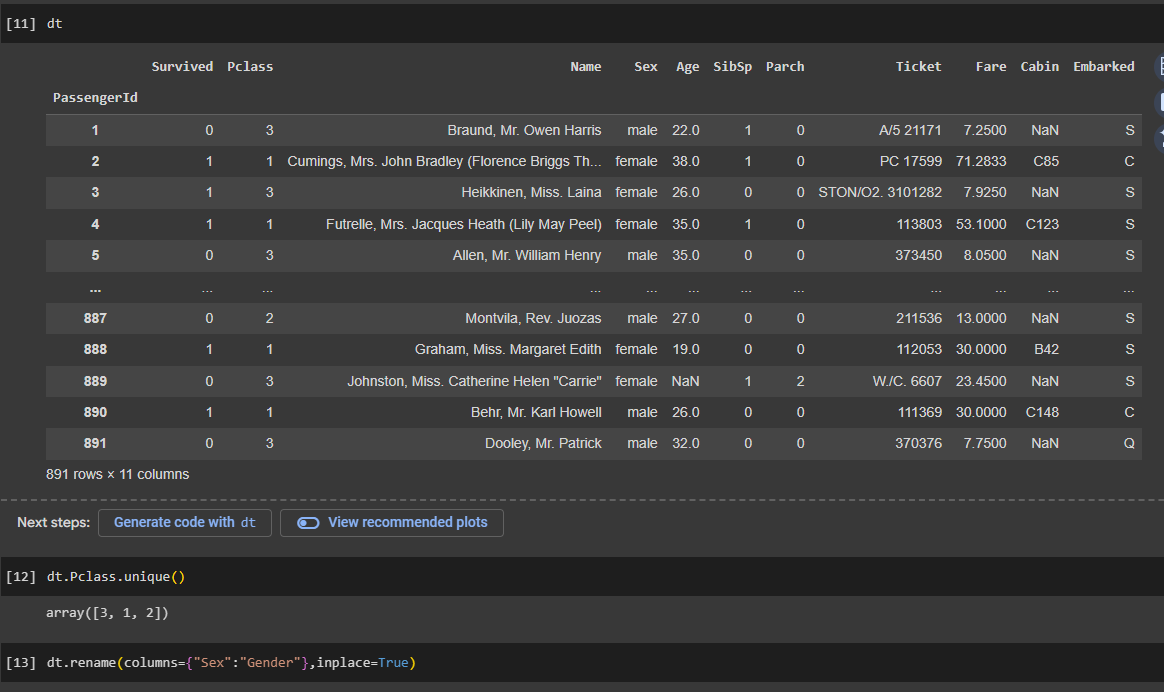 [11] dt
Survived Pclass Name Sex Age SibSp Parch Ticket Fare Cabin Embarked
PassengerId
1 0 3 Braund, Mr. Owen Harris male 22.0 1 0 A/5 21171 7.2500 NaN S
2 1 1 Cumings, Mrs. John Bradley (Florence Briggs Th... female 38.0 1 0 PC 17599 71.2833 C85 C
3 1 3 Heikkinen, Miss. Laina female 26.0 0 0 STON/O2. 3101282 7.9250 NaN S
4 1 1 Futrelle, Mrs. Jacques Heath (Lily May Peel) female 35.0 1 0 113803 53.1000 C123 S
5 0 3 Allen, Mr. William Henry male 35.0 0 0 373450 8.0500 NaN S
... ... ... ... ... ... ... ... ... ... ... ...
887 0 2 Montvila, Rev. Juozas male 27.0 0 0 211536 13.0000 NaN S
888 1 1 Graham, Miss. Margaret Edith female 19.0 0 0 112053 30.0000 B42 S
889 0 3 Johnston, Miss. Catherine Helen "Carrie" female NaN 1 2 W./C. 6607 23.4500 NaN S
890 1 1 Behr, Mr. Karl Howell male 26.0 0 0 111369 30.0000 C148 C
891 0 3 Dooley, Mr. Patrick male 32.0 0 0 370376 7.7500 NaN Q
891 rows × 11 columns
Next steps: Generate code with dt View recommended plots
[12] dt.Pclass.unique()
array([3, 1, 2])
[13] dt.rename(columns={"Sex":"Gender"},inplace=True)